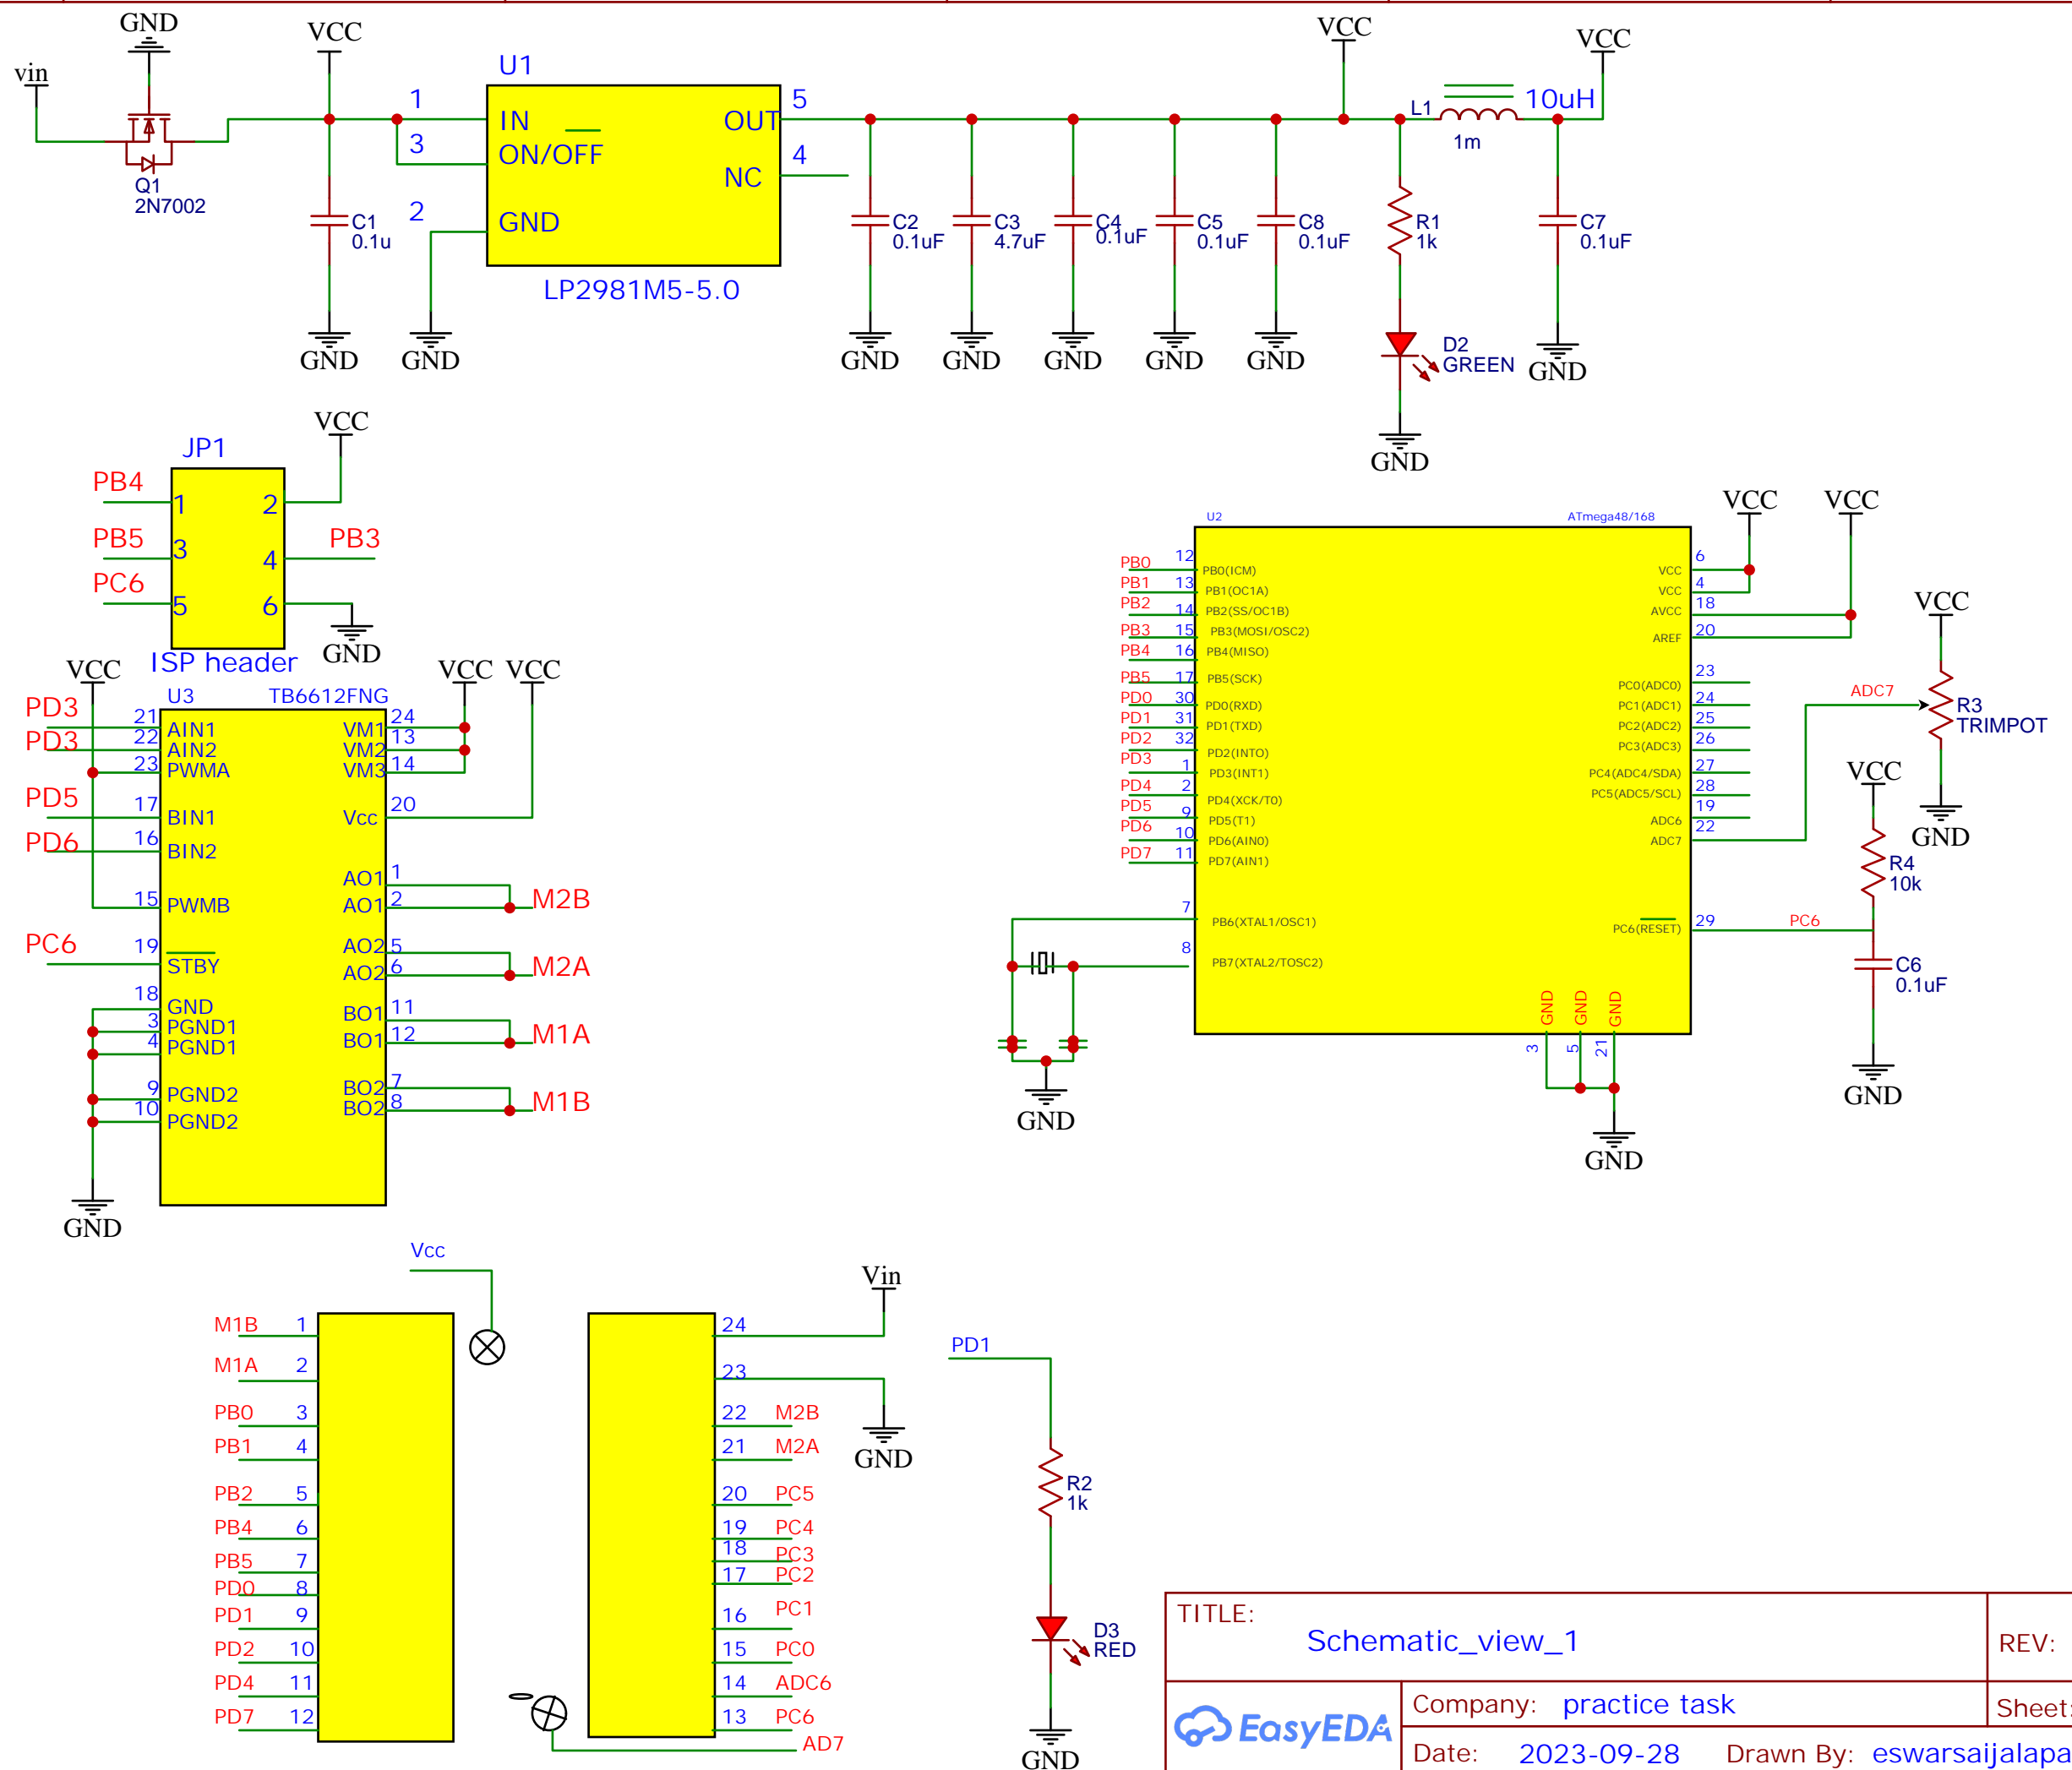 GND
vin
VCC
Q1
2N7002
C1
0.1u
GND
GND
U1
1
IN
3
ON/OFF
2
GND
OUT
5
NC
4
LP2981M5-5.0
C2
0.1uF
GND
C3
4.7uF
GND
C4
0.1uF
GND
C5
0.1uF
GND
C8
0.1uF
GND
VCC
R1
1k
D2
GREEN
GND
L1
10uH
1m
VCC
C7
0.1uF
GND
JP1
VCC
PB4
1
2
PB5
3
4
PB3
PC6
5
6
GND
ISP header
VCC
VCC
VCC
U3
TB6612FNG
PD3
21
AIN1
PD3
22
AIN2
23
PWMA
PD5
17
BIN1
PD6
16
BIN2
15
PWMB
PC6
19
STBY
18
GND
3
PGND1
4
PGND1
9
PGND2
10
PGND2
GND
VM1
24
VM2
13
VM3
14
Vcc
20
AO1
1
AO1
2
M2B
AO2
5
AO2
6
M2A
BO1
11
BO1
12
M1A
BO2
7
BO2
8
M1B
U2
ATmega48/168
PB0
12
PB0(ICM)
PB1
13
PB1(OC1A)
PB2
14
PB2(SS/OC1B)
PB3
15
PB3(MOSI/OSC2)
PB4
16
PB4(MISO)
PB5
17
PB5(SCK)
PD0
30
PD0(RXD)
PD1
31
PD1(TXD)
PD2
32
PD2(INTO)
PD3
1
PD3(INT1)
PD4
2
PD4(XCK/T0)
PD5
9
PD5(T1)
PD6
10
PD6(AIN0)
PD7
11
PD7(AIN1)
7
PB6(XTAL1/OSC1)
8
PB7(XTAL2/TOSC2)
GND
VCC
VCC
VCC
6
VCC
4
AVCC
18
AREF
20
PC0(ADC0)
23
PC1(ADC1)
24
PC2(ADC2)
25
PC3(ADC3)
26
PC4(ADC4/SDA)
27
PC5(ADC5/SCL)
28
ADC6
19
ADC7
22
PC6(RESET)
29
PC6
GND
GND
GND
3
5
21
GND
VCC
ADC7
R3
TRIMPOT
GND
VCC
R4
10k
C6
0.1uF
GND
Vcc
M1B
1
M1A
2
PB0
3
PB1
4
PB2
5
PB4
6
PB5
7
PD0
8
PD1
9
PD2
10
PD4
11
PD7
12
Vin
24
23
GND
22
M2B
21
M2A
20
PC5
19
PC4
18
PC3
17
PC2
16
PC1
15
PC0
14
ADC6
13
PC6
AD7
PD1
R2
1k
D3
RED
GND
TITLE:
Schematic_view_1
REV:
EasyEDA
Company: practice task
Sheet:
Date: 2023-09-28
Drawn By: eswarsaijalapa